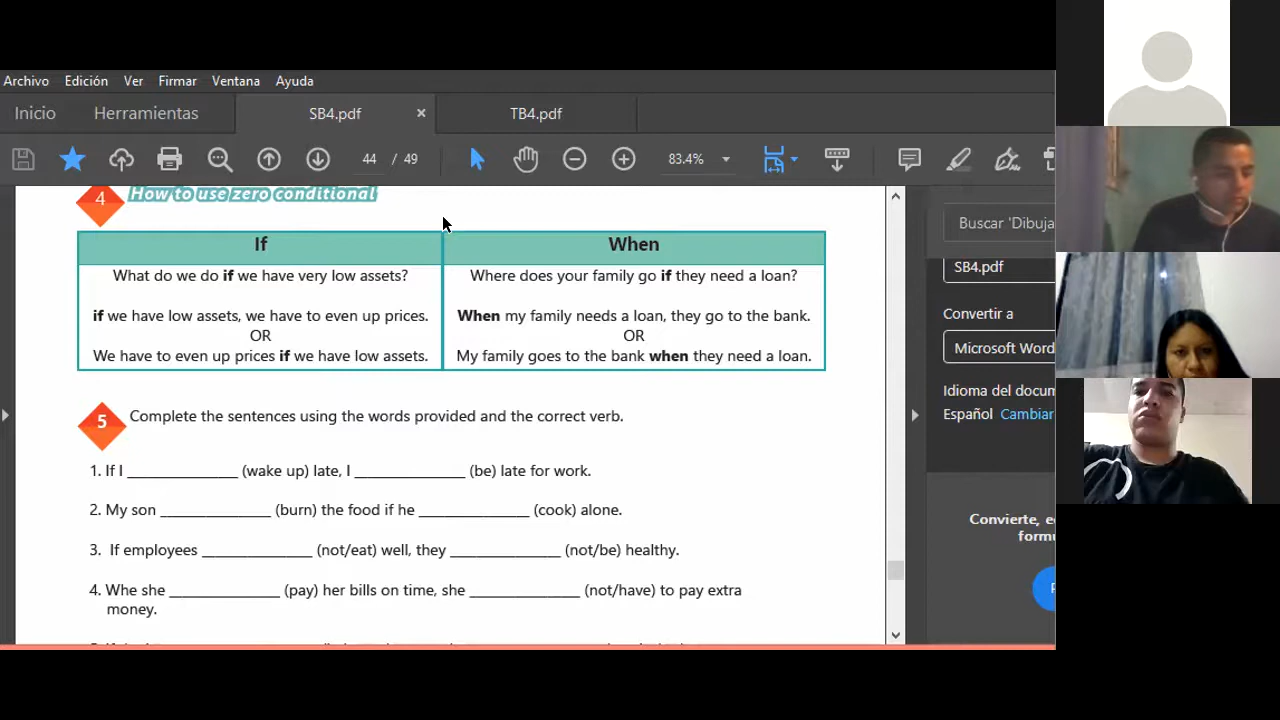 Archivo Edición Ver Firmar Ventana Ayuda
Inicio Herramientas SB4.pdf × TB4.pdf
44 / 49 83.4%
4 How to use zero conditional
If When
What do we do if we have very low assets? Where does your family go if they need a loan?
if we have low assets, we have to even up prices. When my family needs a loan, they go to the bank.
OR OR
We have to even up prices if we have low assets. My family goes to the bank when they need a loan.
5 Complete the sentences using the words provided and the correct verb.
1. If I ______________ (wake up) late, I ______________ (be) late for work.
2. My son ______________ (burn) the food if he ______________ (cook) alone.
3. If employees ______________ (not/eat) well, they ______________ (not/be) healthy.
4. Whe she ______________ (pay) her bills on time, she ______________ (not/have) to pay extra
money.
Buscar 'Dibuja
SB4.pdf
Convertir a
Microsoft Word
Idioma del docum
Español Cambiar
Convierte, e
form